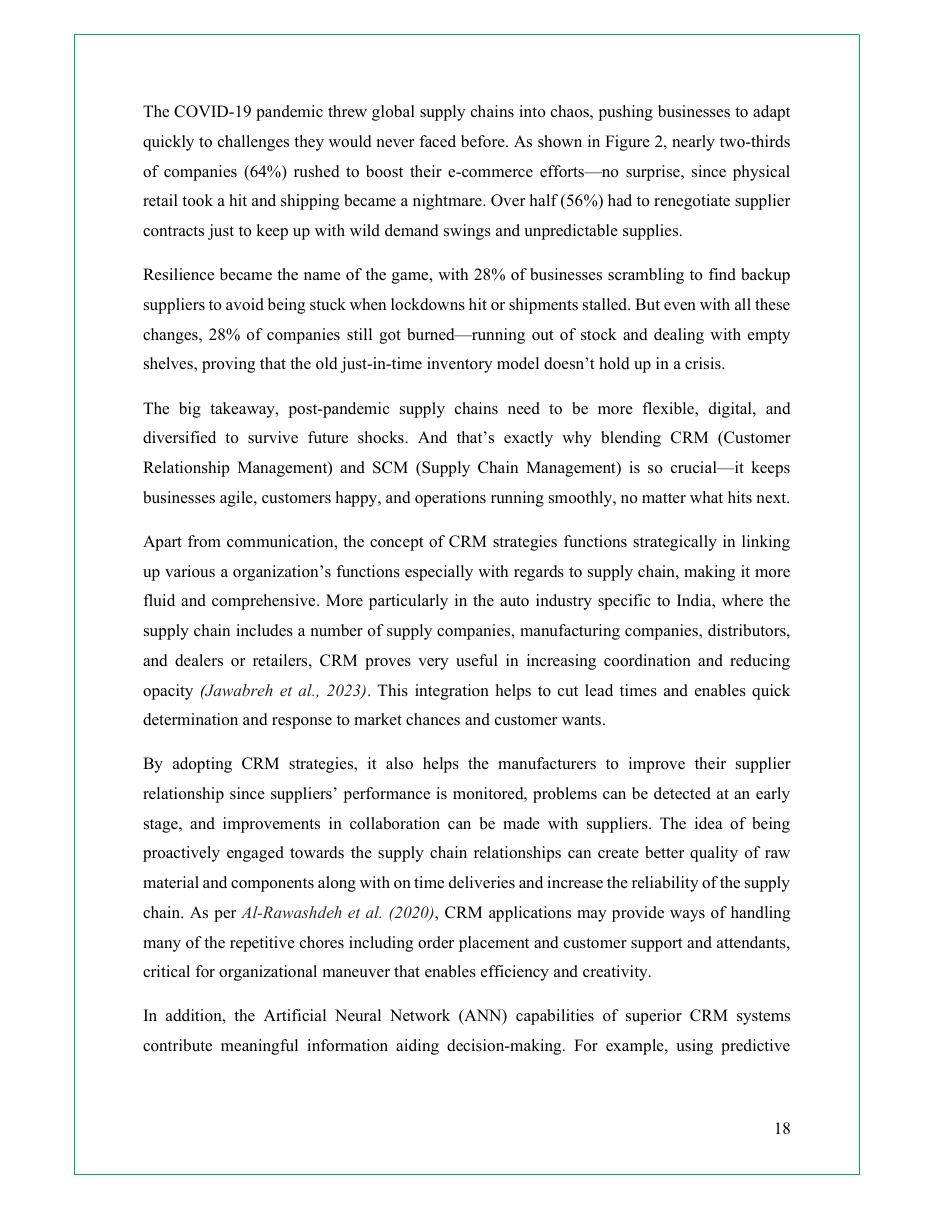 The COVID-19 pandemic threw global supply chains into chaos, pushing businesses to adapt
quickly to challenges they would never faced before. As shown in Figure 2, nearly two-thirds
of companies (64%) rushed to boost their e-commerce efforts—no surprise, since physical
retail took a hit and shipping became a nightmare. Over half (56%) had to renegotiate supplier
contracts just to keep up with wild demand swings and unpredictable supplies.
Resilience became the name of the game, with 28% of businesses scrambling to find backup
suppliers to avoid being stuck when lockdowns hit or shipments stalled. But even with all these
changes, 28% of companies still got burned—running out of stock and dealing with empty
shelves, proving that the old just-in-time inventory model doesn’t hold up in a crisis.
The big takeaway, post-pandemic supply chains need to be more flexible, digital, and
diversified to survive future shocks. And that’s exactly why blending CRM (Customer
Relationship Management) and SCM (Supply Chain Management) is so crucial—it keeps
businesses agile, customers happy, and operations running smoothly, no matter what hits next.
Apart from communication, the concept of CRM strategies functions strategically in linking
up various a organization’s functions especially with regards to supply chain, making it more
fluid and comprehensive. More particularly in the auto industry specific to India, where the
supply chain includes a number of supply companies, manufacturing companies, distributors,
and dealers or retailers, CRM proves very useful in increasing coordination and reducing
opacity (Jawabreh et al., 2023). This integration helps to cut lead times and enables quick
determination and response to market chances and customer wants.
By adopting CRM strategies, it also helps the manufacturers to improve their supplier
relationship since suppliers’ performance is monitored, problems can be detected at an early
stage, and improvements in collaboration can be made with suppliers. The idea of being
proactively engaged towards the supply chain relationships can create better quality of raw
material and components along with on time deliveries and increase the reliability of the supply
chain. As per Al-Rawashdeh et al. (2020), CRM applications may provide ways of handling
many of the repetitive chores including order placement and customer support and attendants,
critical for organizational maneuver that enables efficiency and creativity.
In addition, the Artificial Neural Network (ANN) capabilities of superior CRM systems
contribute meaningful information aiding decision-making. For example, using predictive
18